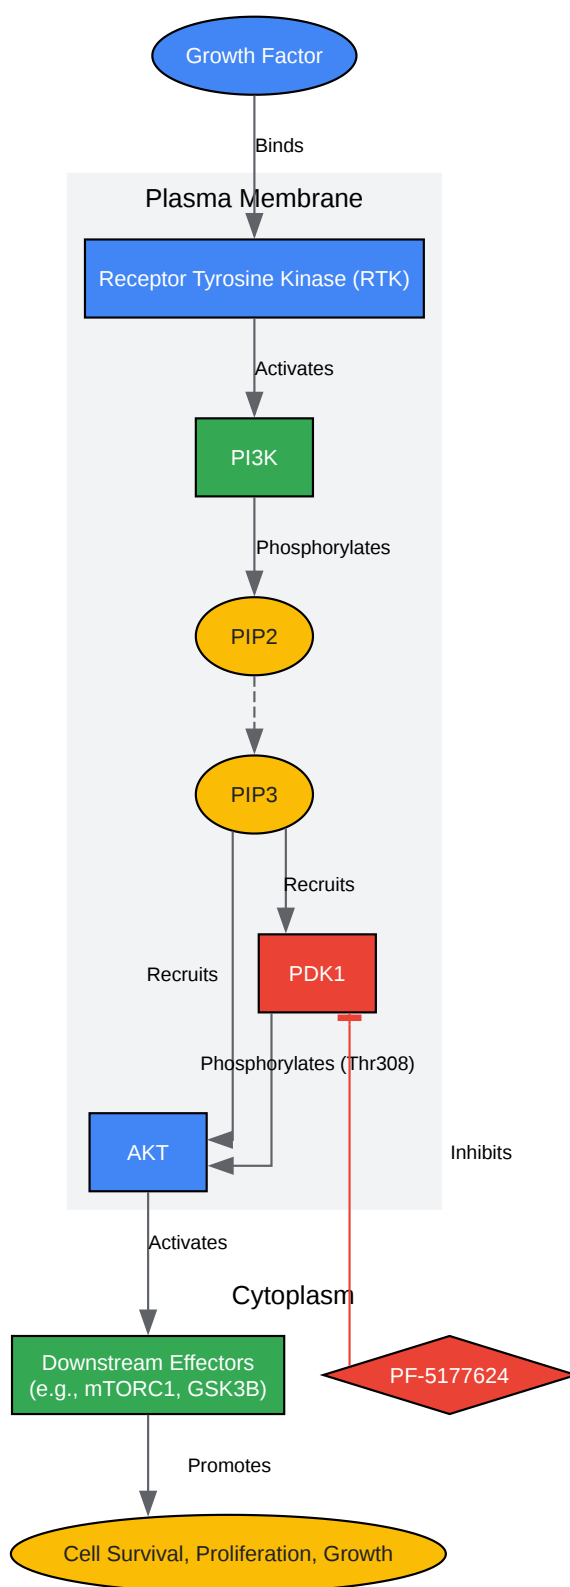 Growth Factor
Binds
Plasma Membrane
Receptor Tyrosine Kinase (RTK)
Activates
PI3K
Phosphorylates
PIP2
PIP3
Recruits
Recruits
PDK1
Phosphorylates (Thr308)
AKT
Inhibits
Activates
Cytoplasm
Downstream Effectors
(e.g., mTORC1, GSK3B)
PF-5177624
Promotes
Cell Survival, Proliferation, Growth